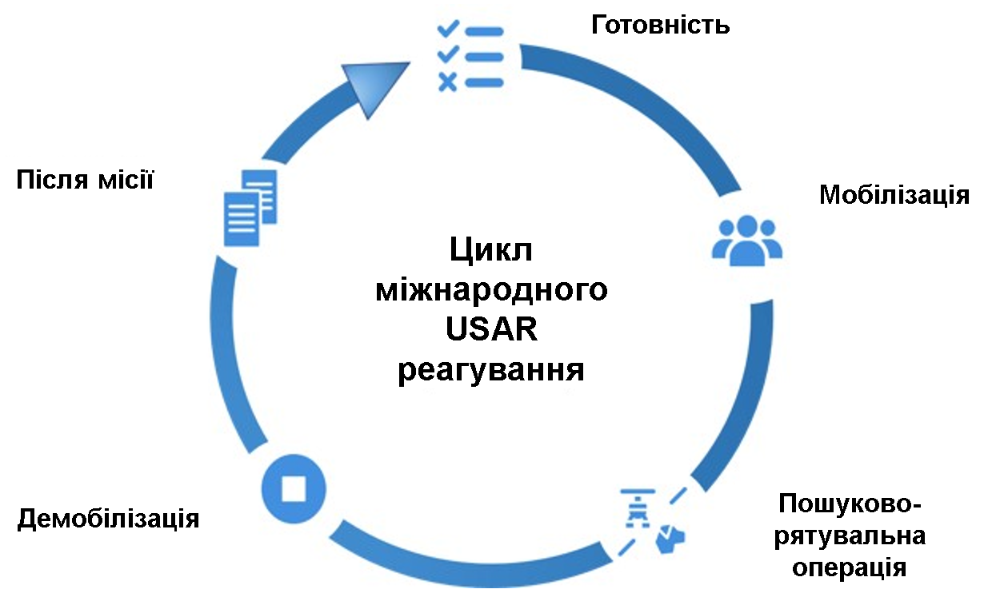 Готовність
Мобілізація
Пошуково-
рятувальна
операція
Демобілізація
Після місії
Цикл
міжнародного
USAR
реагування